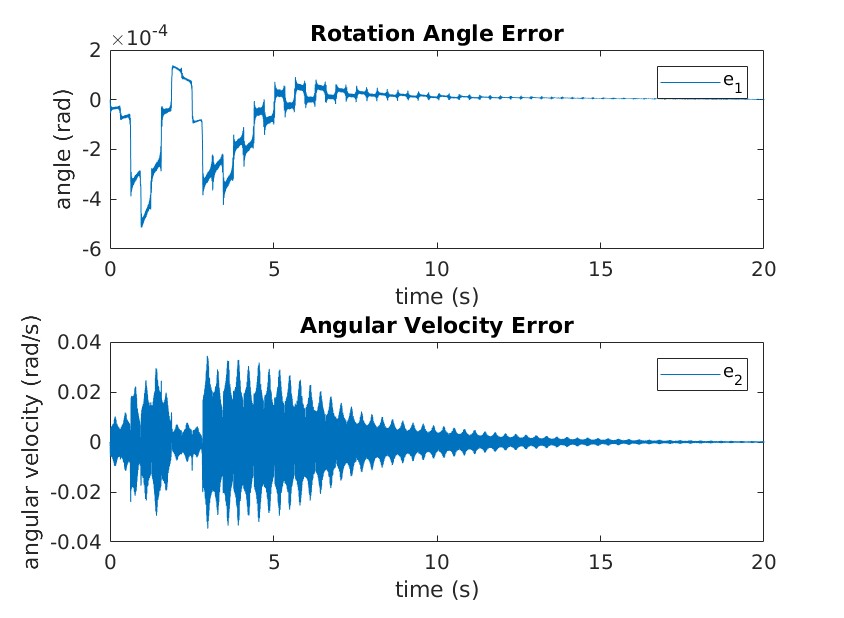 ×10⁻⁴
Rotation Angle Error
2
0
-2
-4
-6
angle (rad)
e₁
0 5 10 15 20
time (s)
Angular Velocity Error
0.04
0.02
0
-0.02
-0.04
angular velocity (rad/s)
e₂
0 5 10 15 20
time (s)